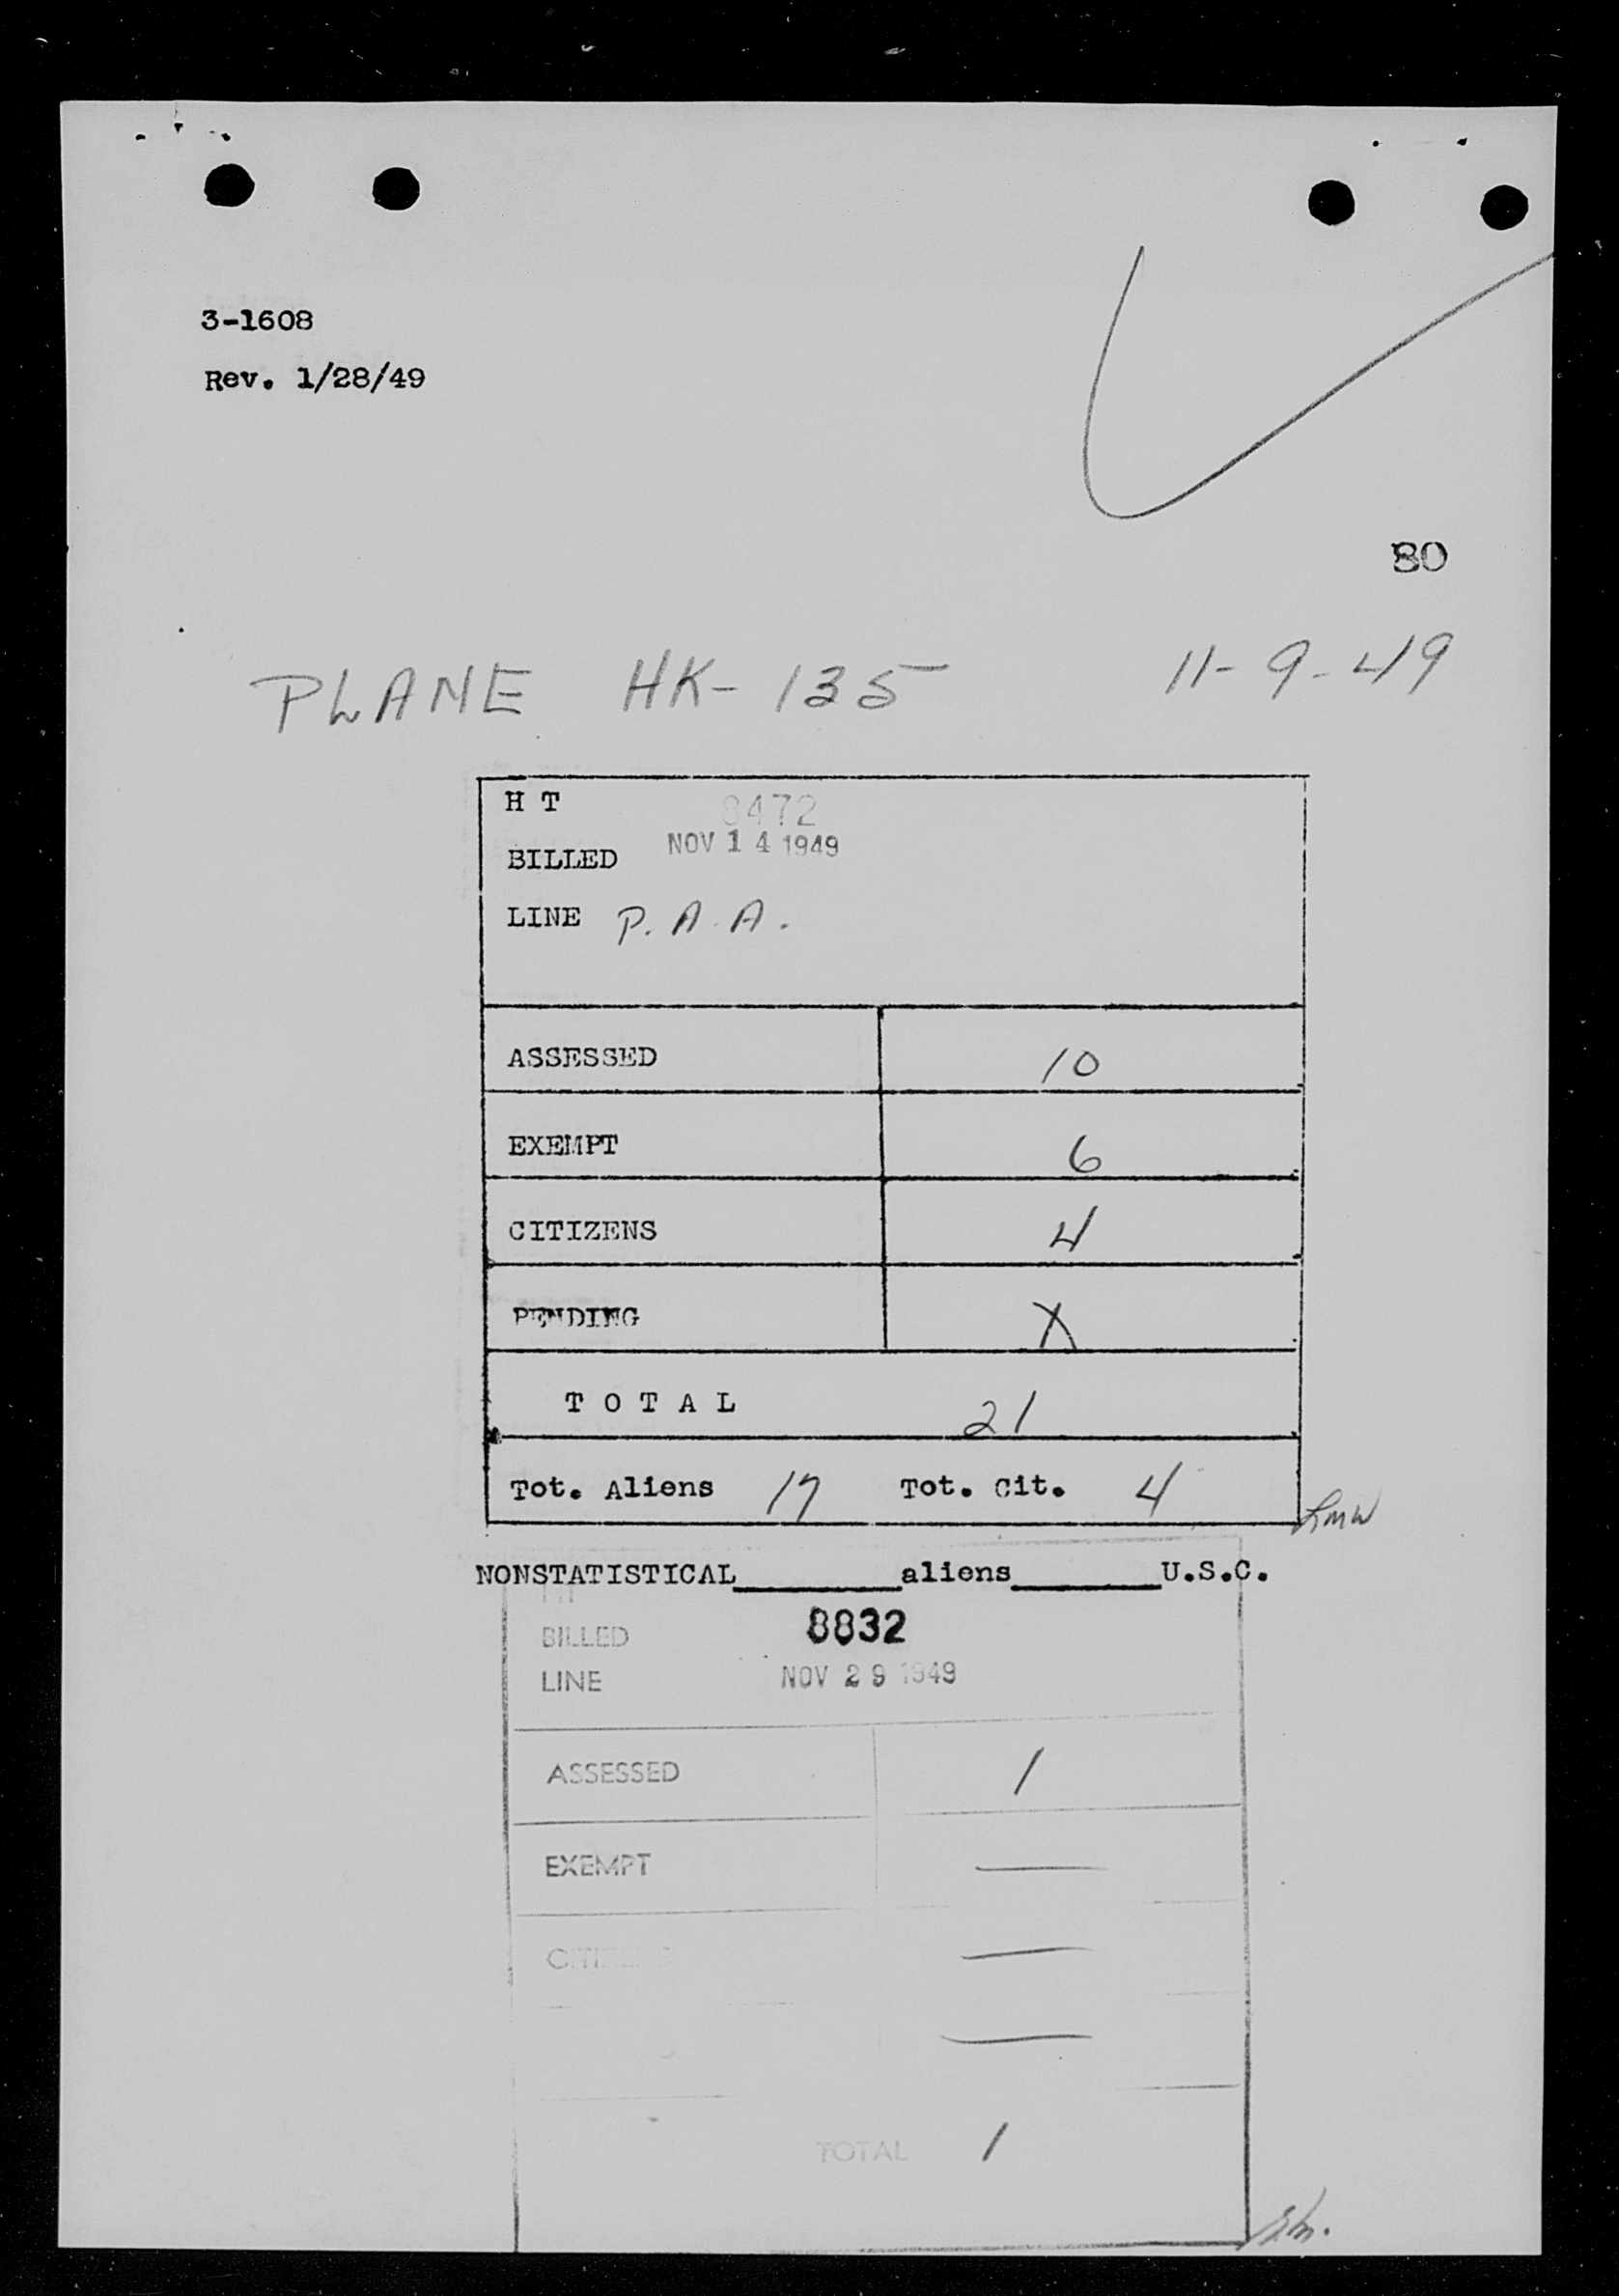 3-1608
Rev. 1/28/49
80
PLANE HK-135 11-9-49
H T
8472
BILLED NOV 14 1949
LINE P.A.A.
ASSESSED 10
EXEMPT 6
CITIZENS 4
PENDING X
TOTAL 21
Tot. Aliens 17 Tot. Cit. 4
NONSTATISTICAL aliens U.S.C.
BILLED 8832
LINE NOV 29 1949
ASSESSED 1
EXEMPT —
—
—
TOTAL 1